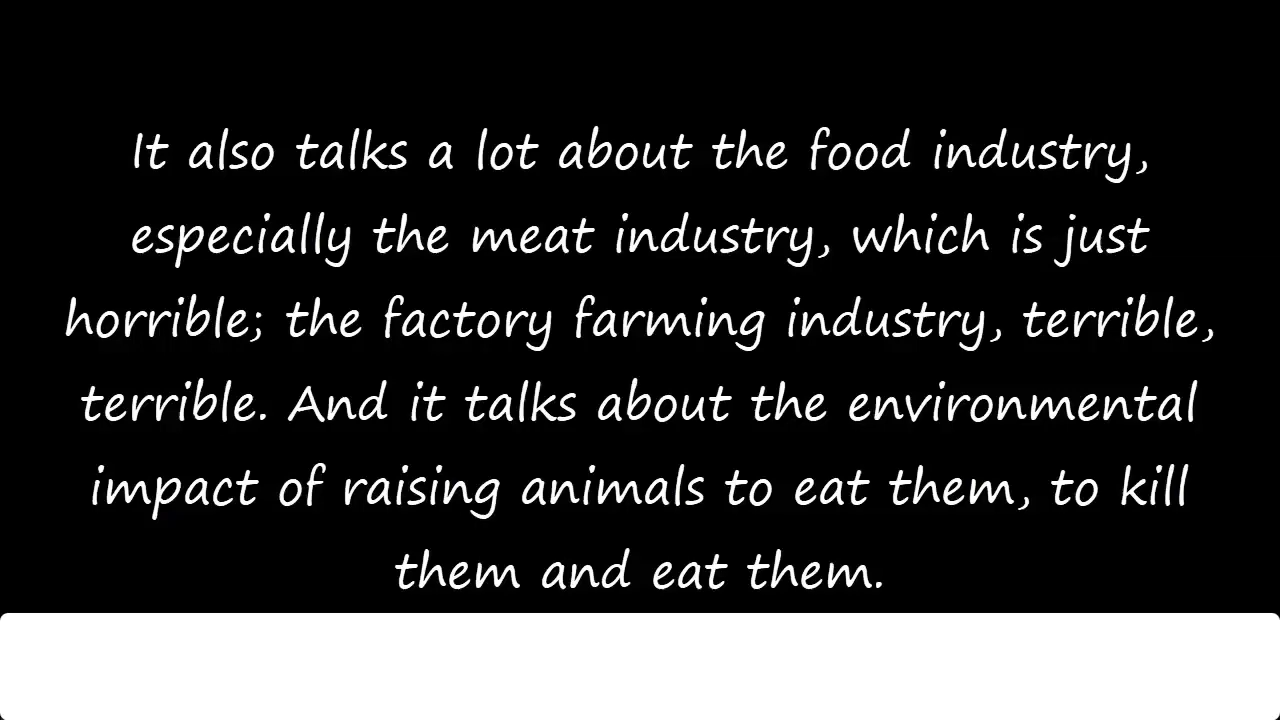 It also talks a lot about the food industry,
especially the meat industry, which is just
horrible; the factory farming industry, terrible,
terrible. And it talks about the environmental
impact of raising animals to eat them, to kill
them and eat them.